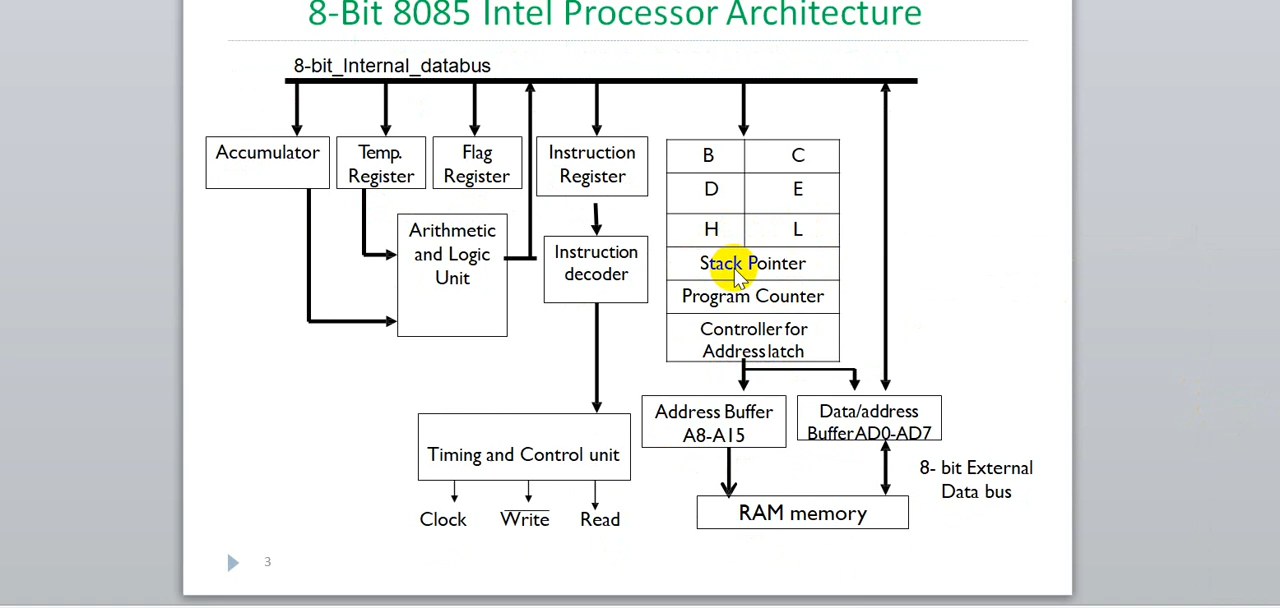 8-Bit 8085 Intel Processor Architecture
8-bit_Internal_databus
Accumulator
Temp.
Register
Flag
Register
Instruction
Register
B C
D E
H L
Stack Pointer
Program Counter
Controller for
Address latch
Arithmetic
and Logic
Unit
Instruction
decoder
Address Buffer
A8-A15
Data/address
Buffer AD0-AD7
Timing and Control unit
8- bit External
Data bus
Clock
Write
Read
RAM memory
3